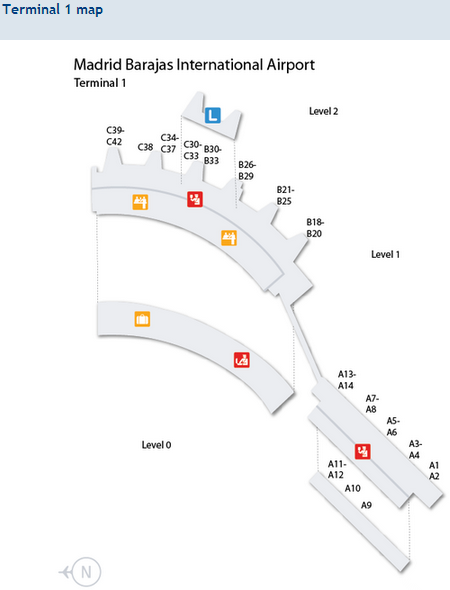 Terminal 1 map
Madrid Barajas International Airport
Terminal 1
L
Level 2
C39-
C42
C38
C34-
C37
C30-
C33
B30-
B33
B26-
B29
B21-
B25
B18-
B20
Level 1
A13-
A14
A7-
A8
A5-
A6
A3-
A4
A1
A2
Level 0
A11-
A12
A10
A9
N